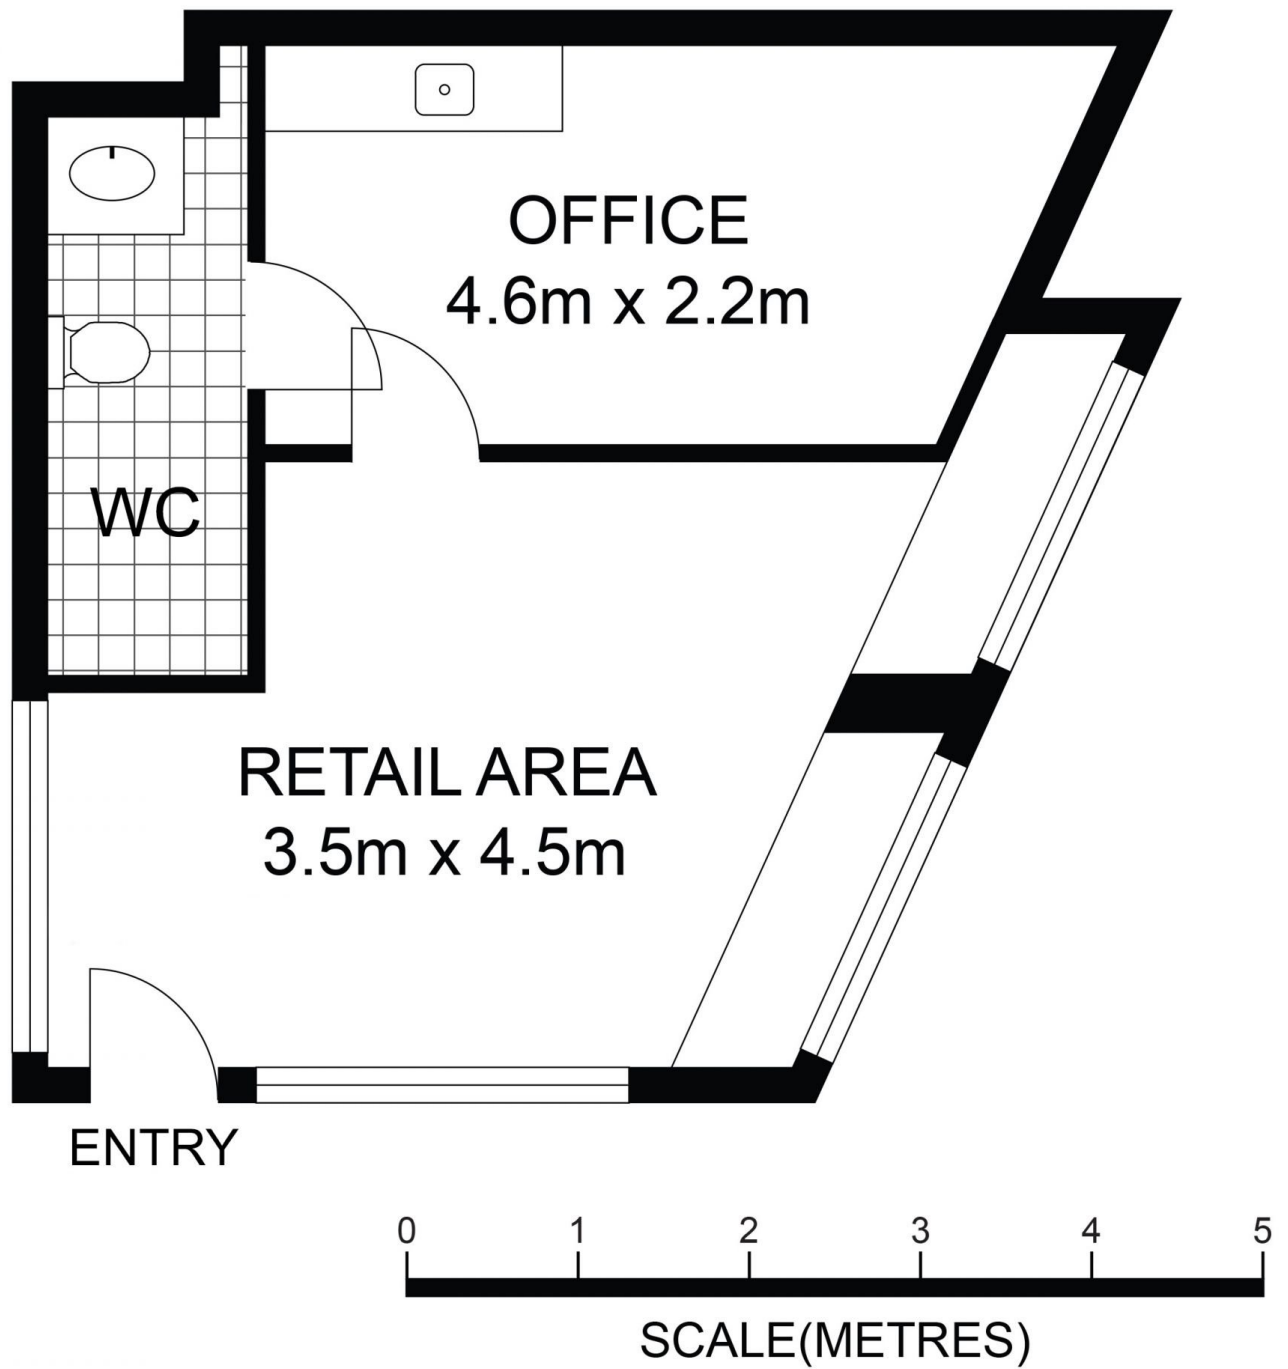 OFFICE
4.6m x 2.2m
WC
RETAIL AREA
3.5m x 4.5m
ENTRY
0 1 2 3 4 5
SCALE(METRES)